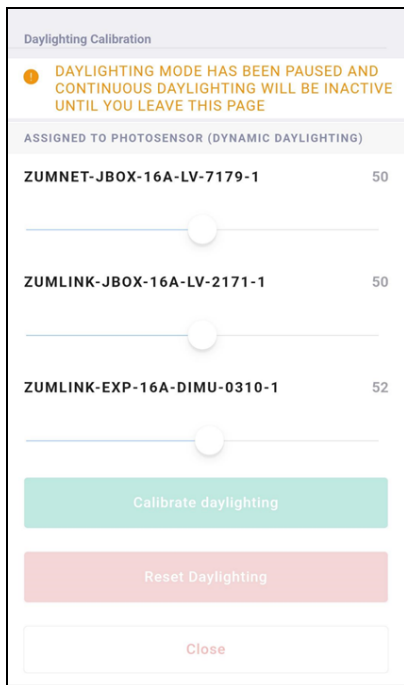 Daylighting Calibration
DAYLIGHTING MODE HAS BEEN PAUSED AND
CONTINUOUS DAYLIGHTING WILL BE INACTIVE
UNTIL YOU LEAVE THIS PAGE
ASSIGNED TO PHOTOSENSOR (DYNAMIC DAYLIGHTING)
ZUMNET-JBOX-16A-LV-7179-1 50
ZUMLINK-JBOX-16A-LV-2171-1 50
ZUMLINK-EXP-16A-DIMU-0310-1 52
Calibrate daylighting
Reset Daylighting
Close